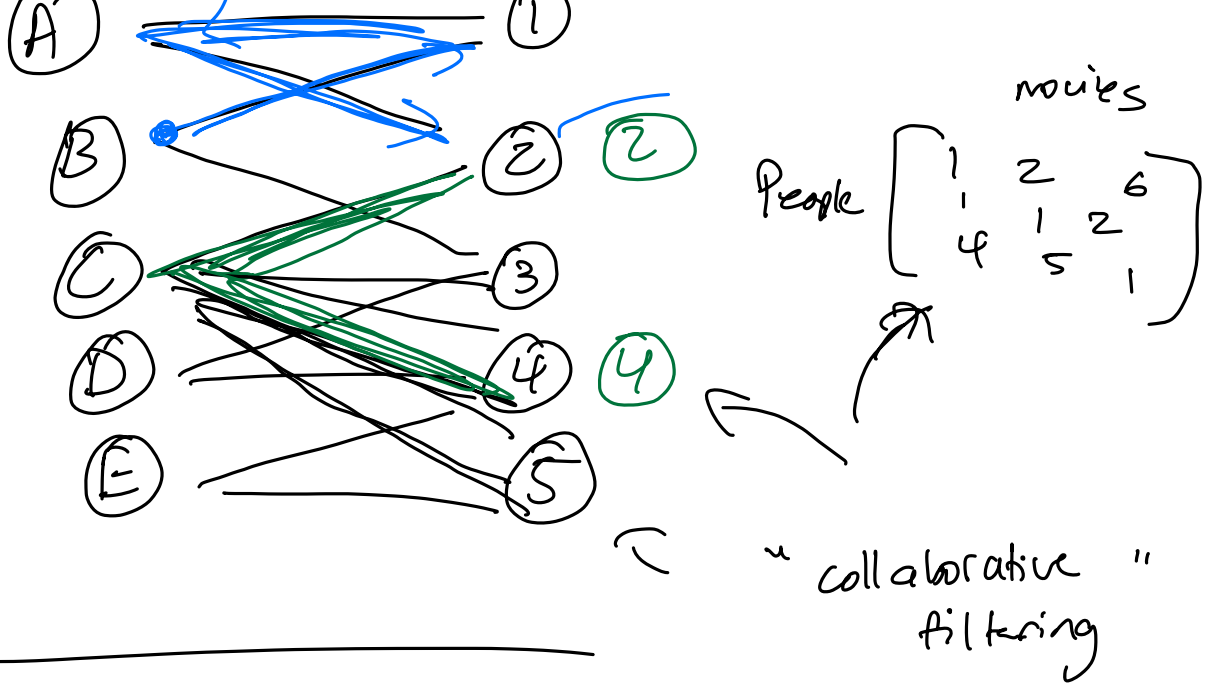 A 1
B 2 2
C 3
D 4 4
E 5
movies
People
1 2 6
1 1 2
4 5 1
"collaborative"
filtering